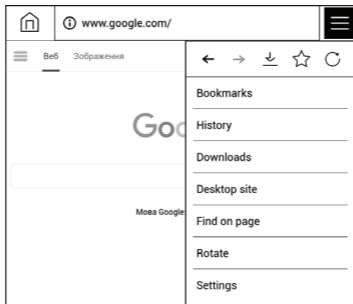 www.google.com/
Веб Зображення
Bookmarks
History
Goo
Downloads
Desktop site
Мова Google
Find on page
Rotate
Settings